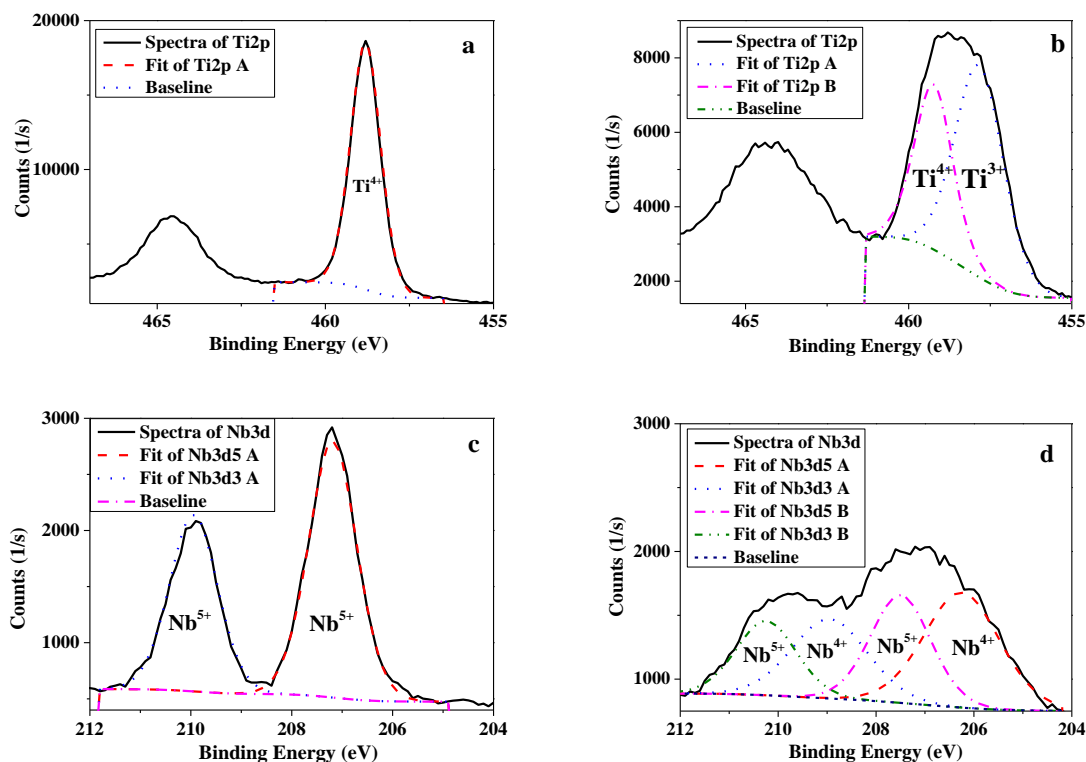 20000
10000
Counts (1/s)
Spectra of Ti2p
Fit of Ti2p A
Baseline
a
Ti4+
465
460
455
Binding Energy (eV)
8000
6000
4000
2000
Counts (1/s)
Spectra of Ti2p
Fit of Ti2p A
Fit of Ti2p B
Baseline
b
Ti4+ Ti3+
465
460
455
Binding Energy (eV)
3000
2000
1000
Counts (1/s)
Spectra of Nb3d
Fit of Nb3d5 A
Fit of Nb3d3 A
Baseline
c
Nb5+
Nb5+
212
210
208
206
204
Binding Energy (eV)
3000
2000
1000
Counts (1/s)
Spectra of Nb3d
Fit of Nb3d5 A
Fit of Nb3d3 A
Fit of Nb3d5 B
Fit of Nb3d3 B
Baseline
d
Nb5+
Nb4+
Nb5+
Nb4+
212
210
208
206
204
Binding Energy (eV)